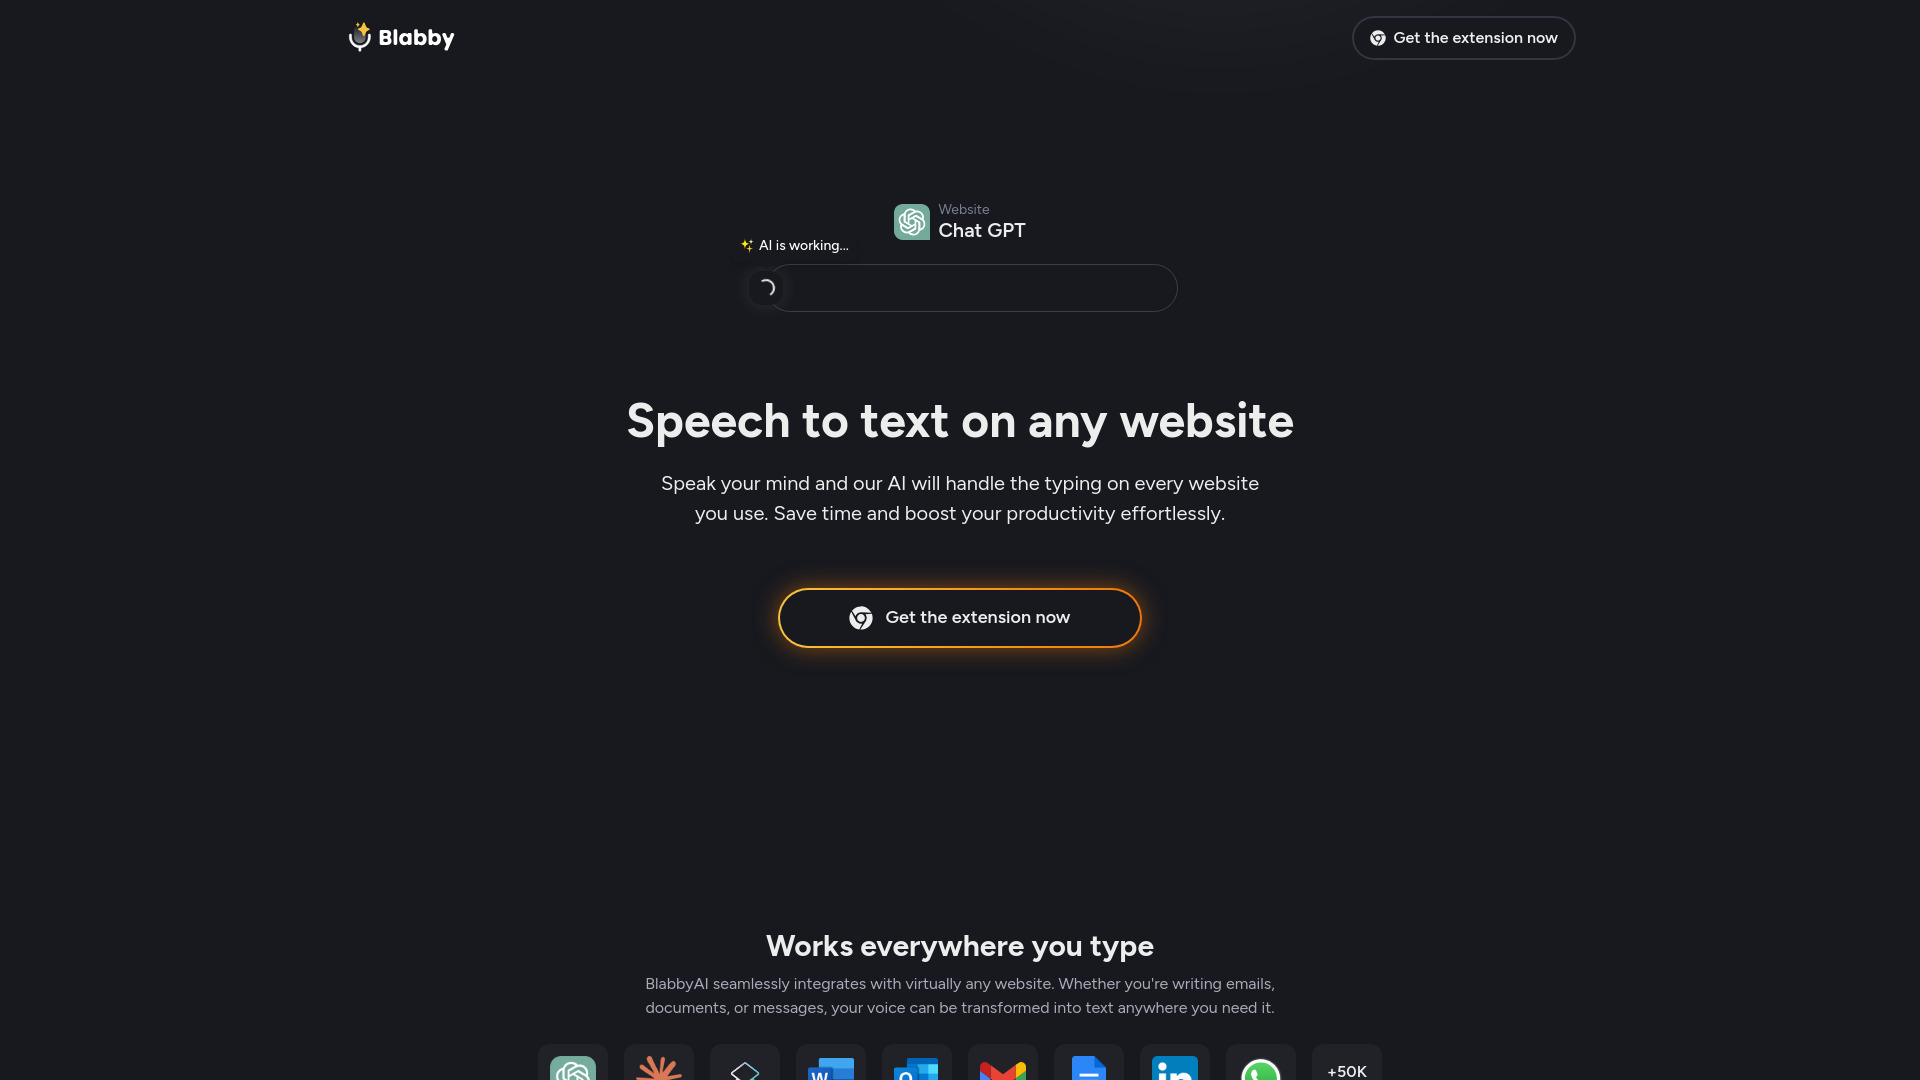 Blabby
Get the extension now
Website
Chat GPT
AI is working...
Speech to text on any website
Speak your mind and our AI will handle the typing on every website
you use. Save time and boost your productivity effortlessly.
Get the extension now
Works everywhere you type
BlabbyAI seamlessly integrates with virtually any website. Whether you're writing emails,
documents, or messages, your voice can be transformed into text anywhere you need it.
W
O
in
+50K